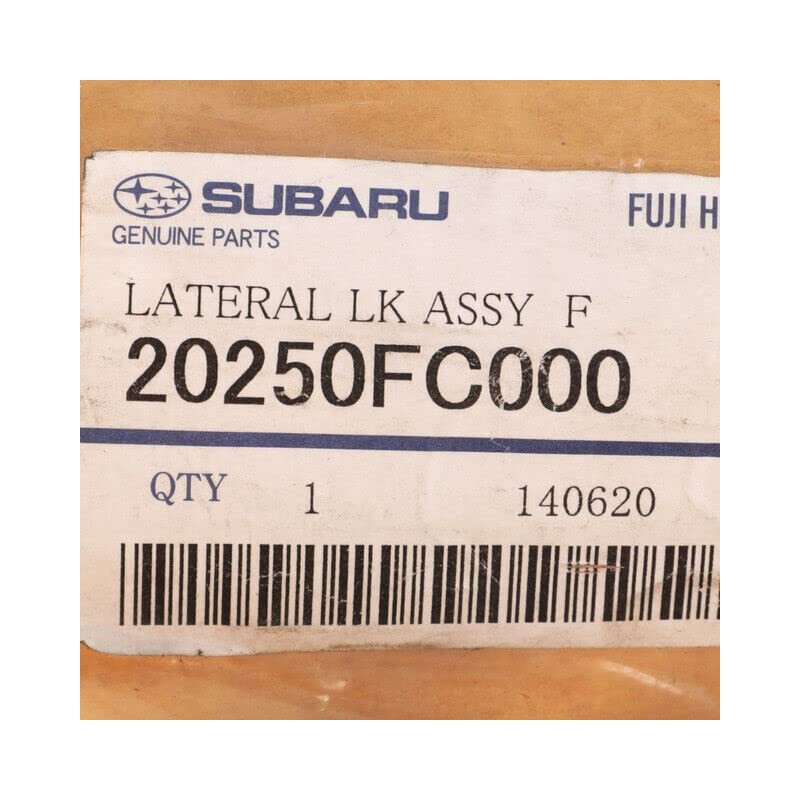 SUBARU FUJI H
GENUINE PARTS
LATERAL LK ASSY F
20250FC000
QTY 1 140620